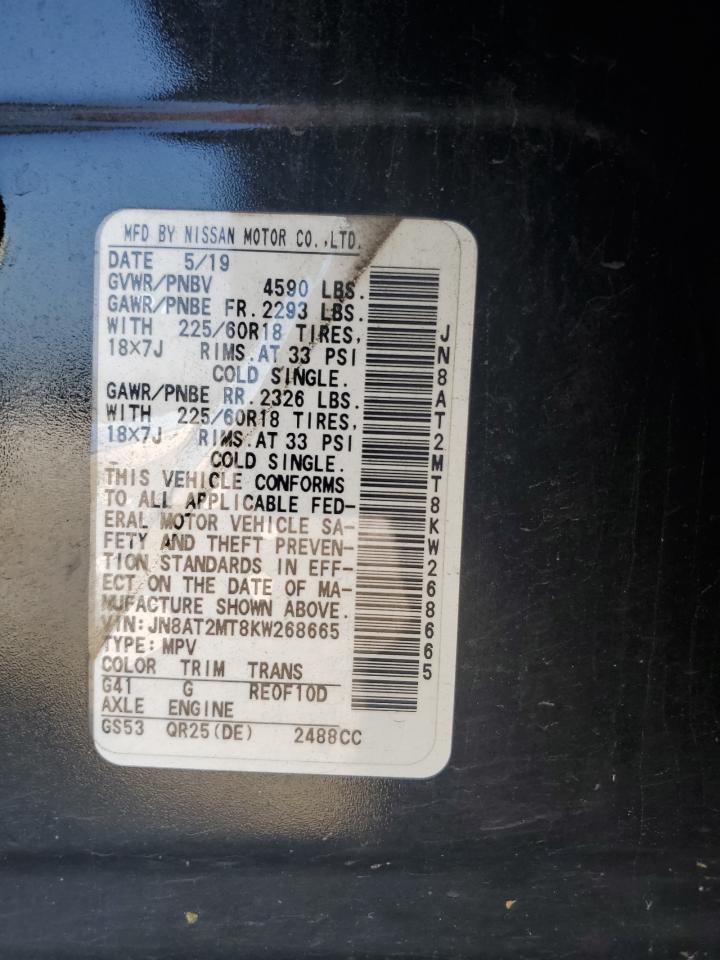 MFD BY NISSAN MOTOR CO.,LTD.
DATE 5/19
GVWR/PNBV 4590 LBS.
GAWR/PNBE FR.2293 LBS.
WITH 225/60R18 TIRES,
18×7J RIMS.AT 33 PSI
COLD SINGLE.
GAWR/PNBE RR.2326 LBS.
WITH 225/60R18 TIRES,
18×7J RIMS.AT 33 PSI
COLD SINGLE.
THIS VEHICLE CONFORMS
TO ALL APPLICABLE FED-
ERAL MOTOR VEHICLE SA-
FETY AND THEFT PREVEN-
TION STANDARDS IN EFF-
ECT ON THE DATE OF MA-
NUFACTURE SHOWN ABOVE.
VIN:JN8AT2MT8KW268665
TYPE:MPV
COLOR TRIM TRANS
G41 G RE0F10D
AXLE ENGINE
GS53 QR25(DE) 2488CC
JN8AT2MT8KW268665